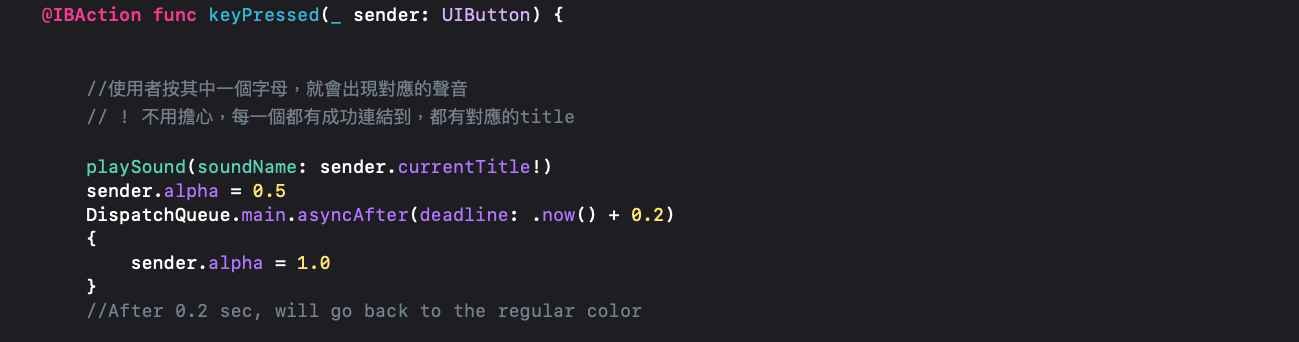 @IBAction func keyPressed(_ sender: UIButton) {
//使用者按其中一個字母，就會出現對應的聲音
// ! 不用擔心，每一個都有成功連結到，都有對應的title
playSound(soundName: sender.currentTitle!)
sender.alpha = 0.5
DispatchQueue.main.asyncAfter(deadline: .now() + 0.2)
{
sender.alpha = 1.0
}
//After 0.2 sec, will go back to the regular color